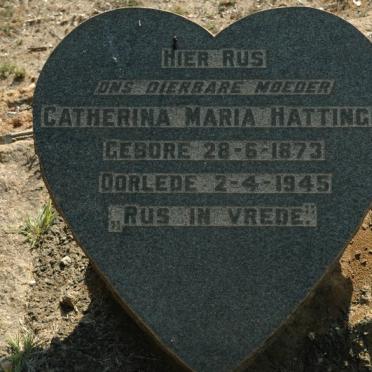 HIER RUS
ONS DIERBARE MOEDER
CATHERINA MARIA HATTING
GEBORE 28-6-1873
OORLEDE 2-4-1945
„RUS IN VREDE."